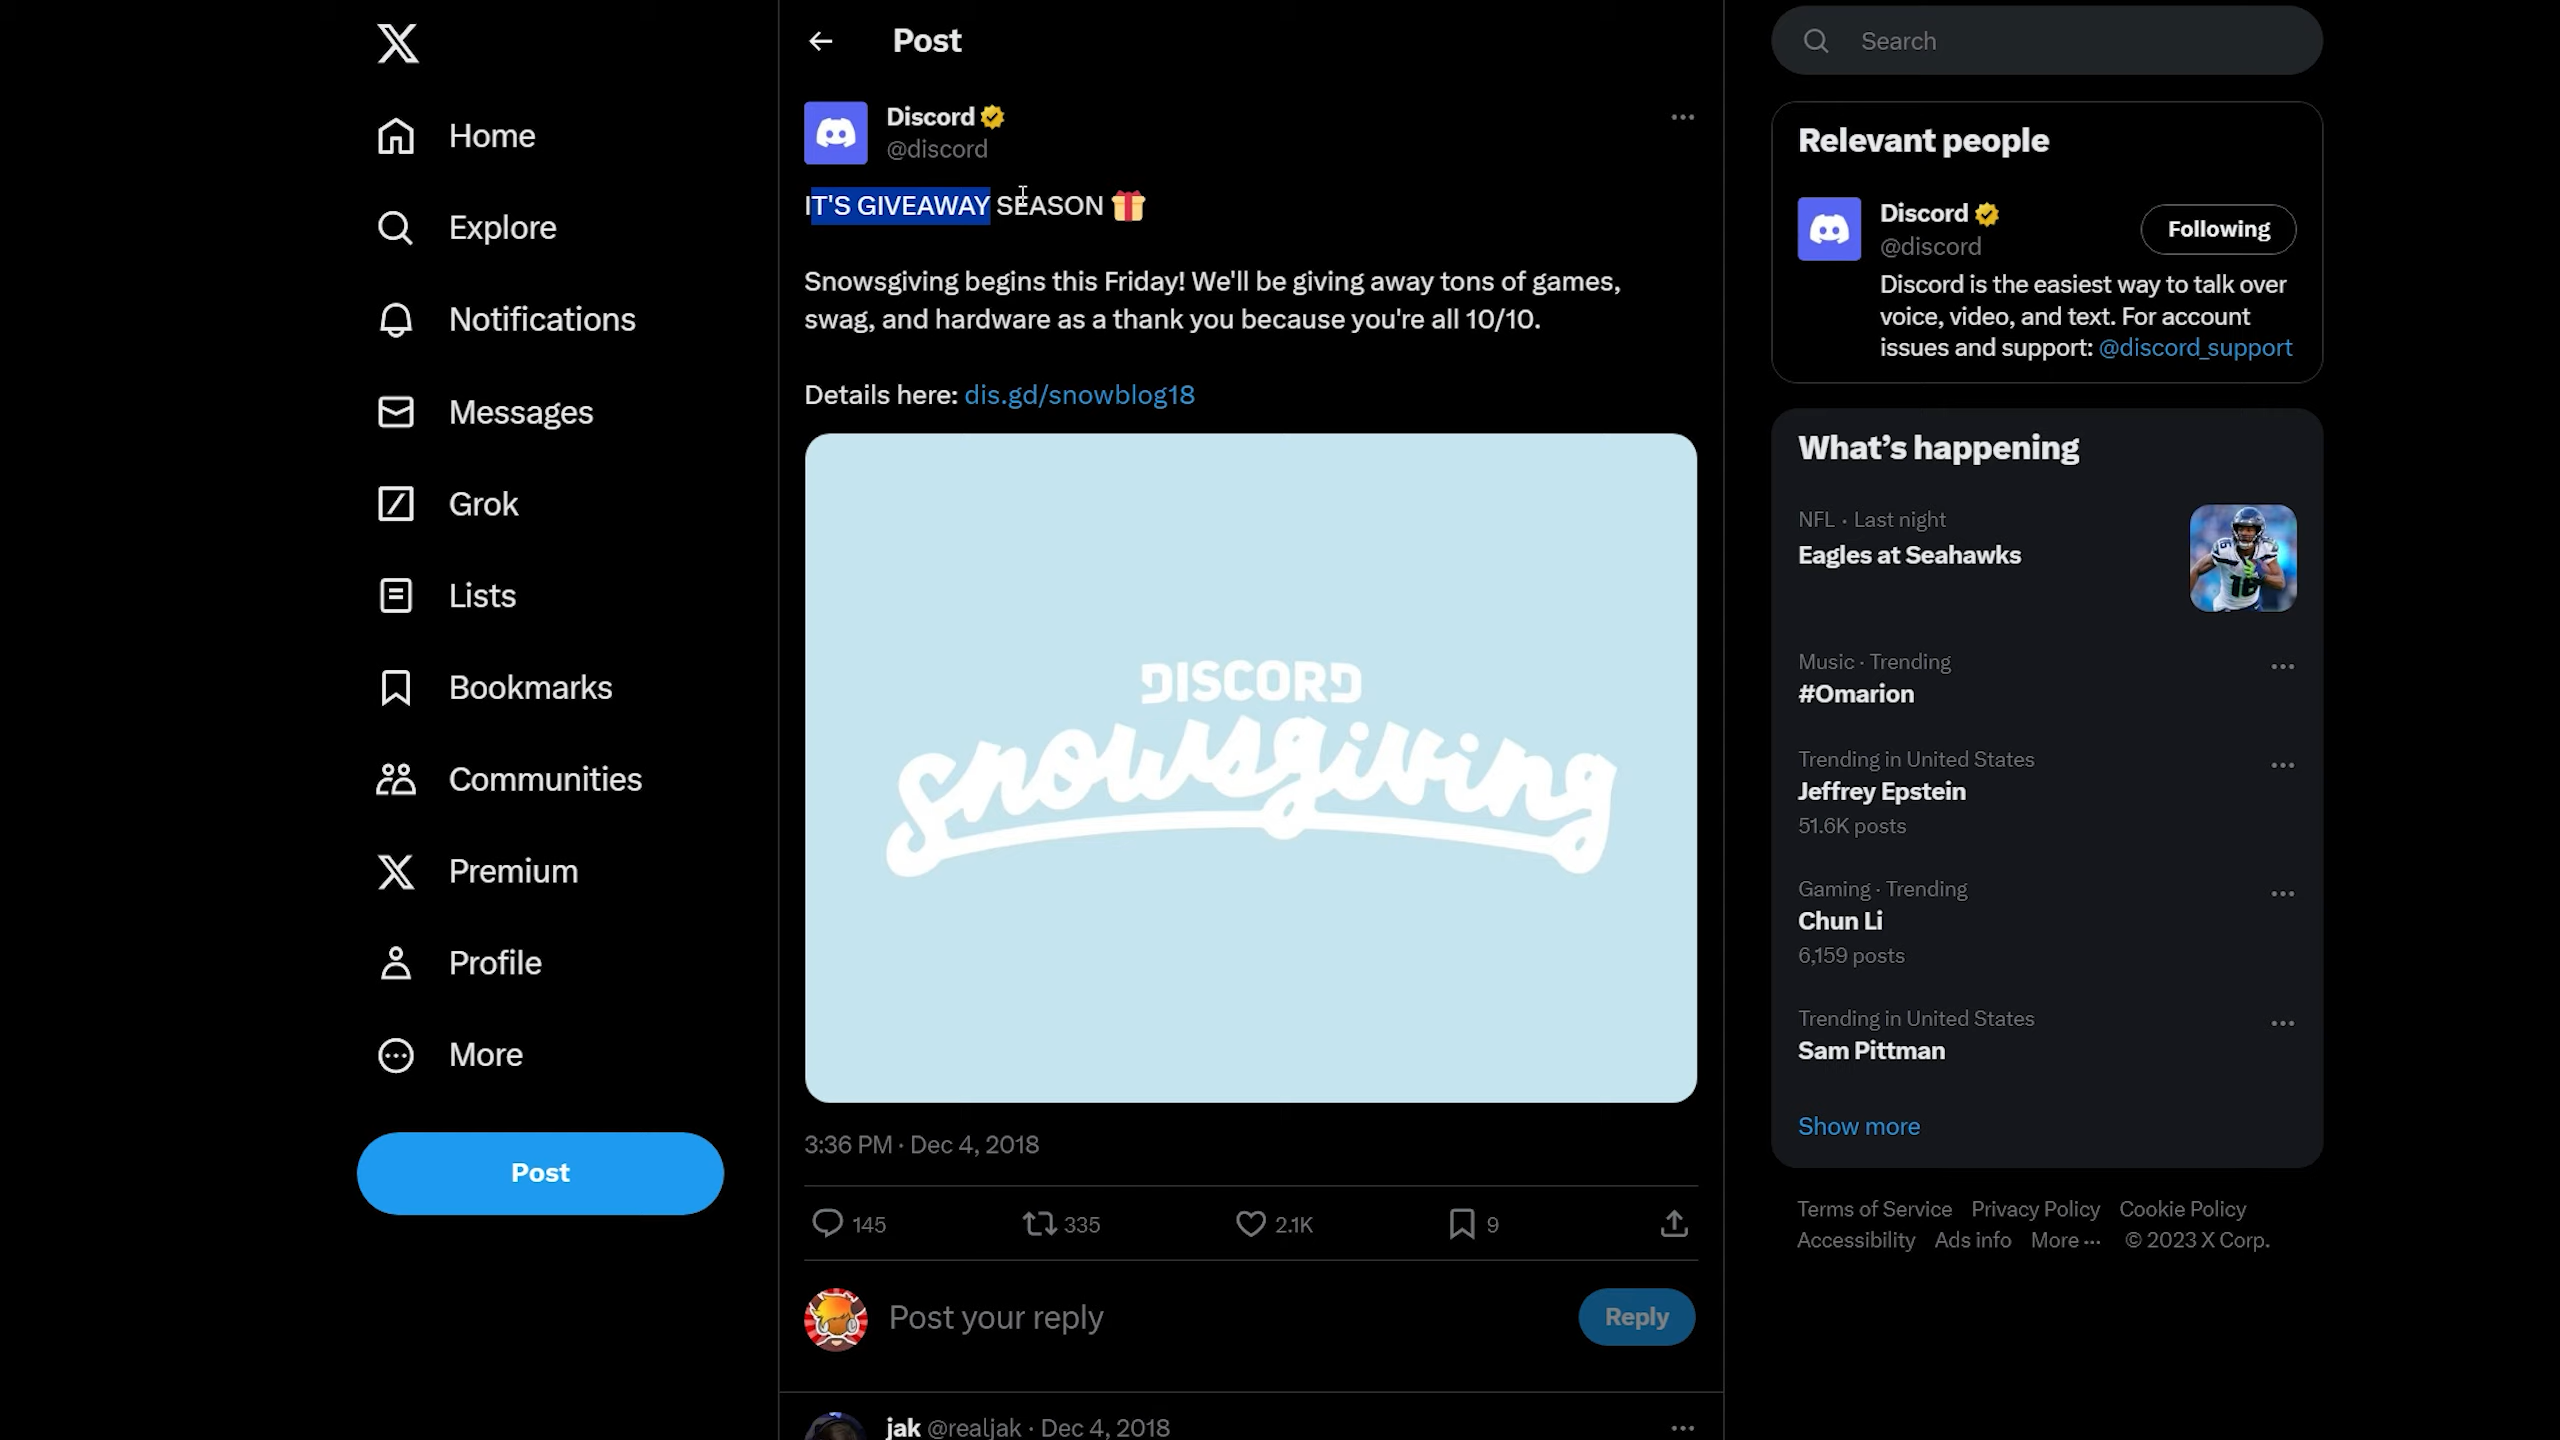 Home
Explore
Notifications
Messages
Grok
Lists
Bookmarks
Communities
Premium
Profile
More
Post
Post
Discord
@discord
IT'S GIVEAWAY SEASON 🎁
Snowsgiving begins this Friday! We'll be giving away tons of games,
swag, and hardware as a thank you because you're all 10/10.
Details here: dis.gd/snowblog18
DISCORD
snowsgiving
3:36 PM · Dec 4, 2018
145
335
2.1K
9
Post your reply
Reply
jak @realjak · Dec 4, 2018
Search
Relevant people
Discord
@discord
Following
Discord is the easiest way to talk over
voice, video, and text. For account
issues and support: @discord_support
What's happening
NFL · Last night
Eagles at Seahawks
Music · Trending
#Omarion
Trending in United States
Jeffrey Epstein
51.6K posts
Gaming · Trending
Chun Li
6,159 posts
Trending in United States
Sam Pittman
Show more
Terms of Service Privacy Policy Cookie Policy
Accessibility Ads info More ··· © 2023 X Corp.